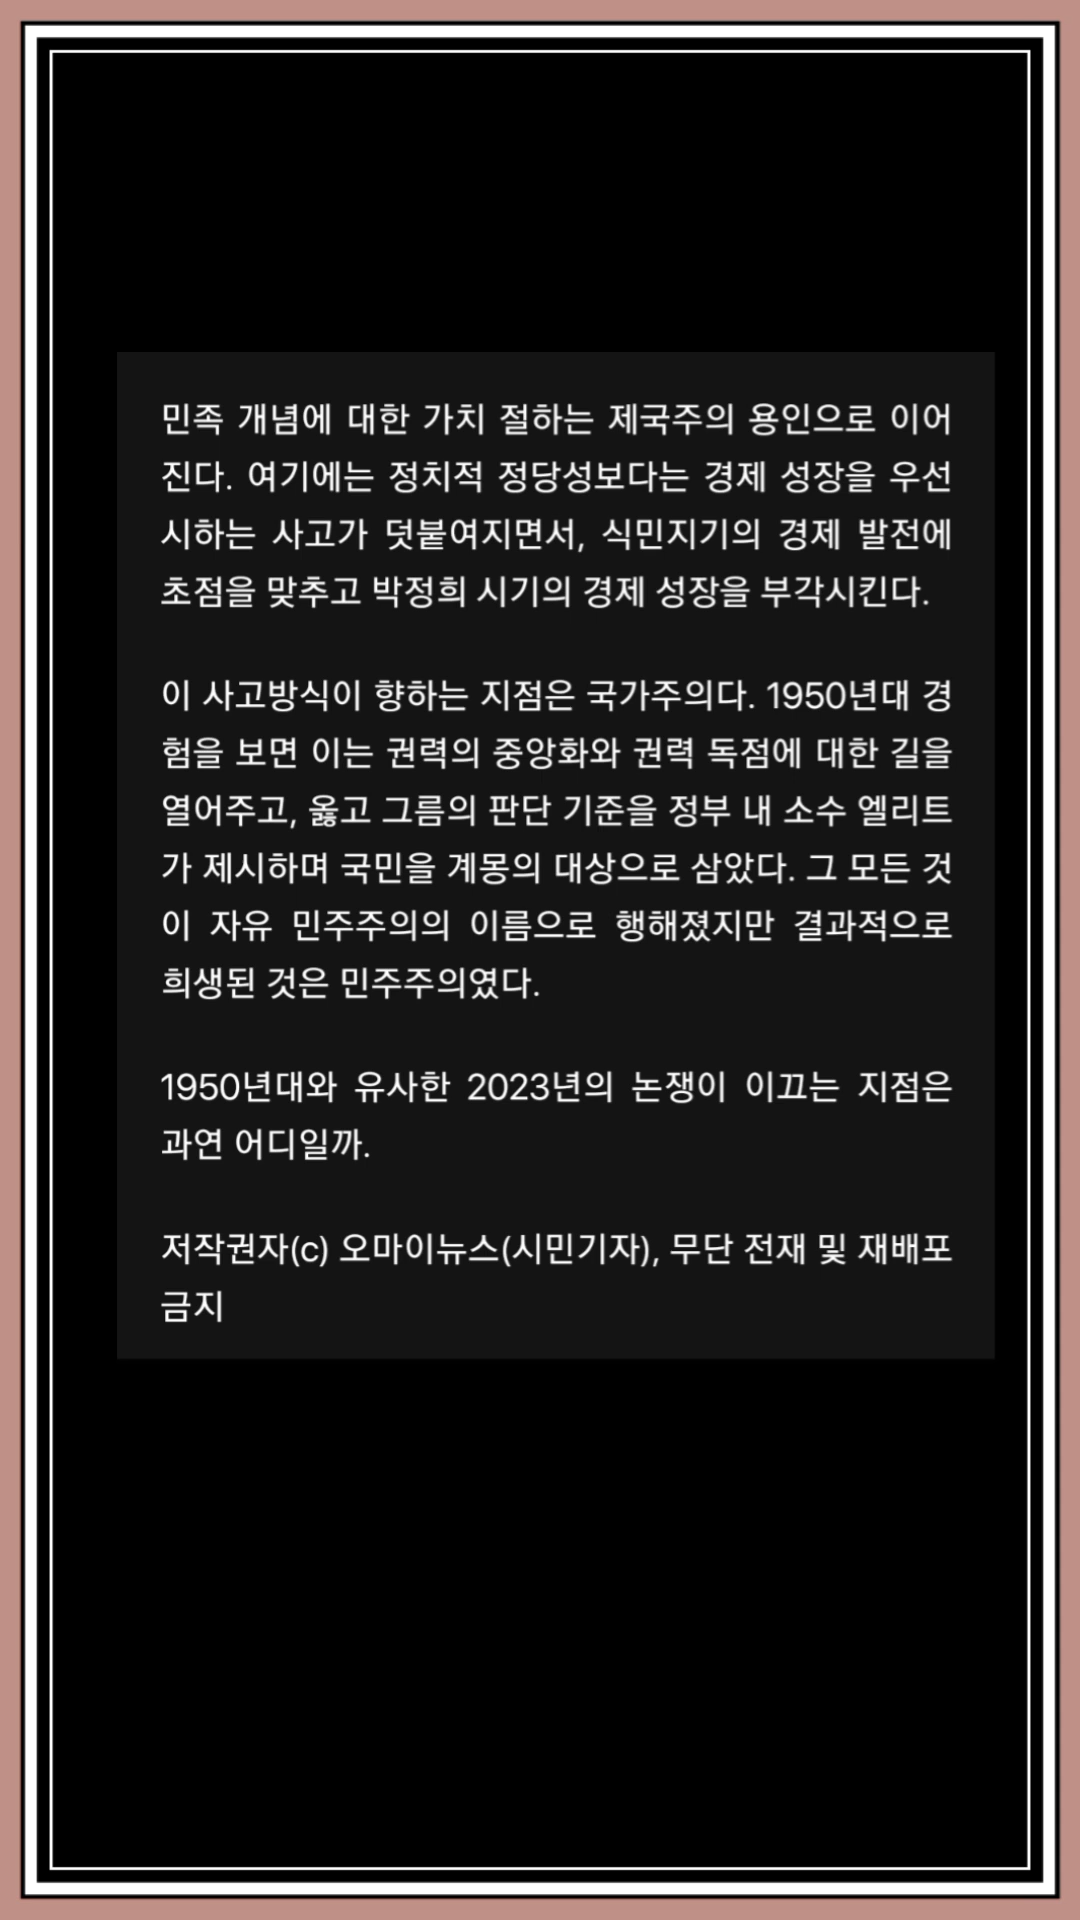 민족 개념에 대한 가치 절하는 제국주의 용인으로 이어
진다. 여기에는 정치적 정당성보다는 경제 성장을 우선
시하는 사고가 덧붙여지면서, 식민지기의 경제 발전에
초점을 맞추고 박정희 시기의 경제 성장을 부각시킨다.
이 사고방식이 향하는 지점은 국가주의다. 1950년대 경
험을 보면 이는 권력의 중앙화와 권력 독점에 대한 길을
열어주고, 옳고 그름의 판단 기준을 정부 내 소수 엘리트
가 제시하며 국민을 계몽의 대상으로 삼았다. 그 모든 것
이 자유 민주주의의 이름으로 행해졌지만 결과적으로
희생된 것은 민주주의였다.
1950년대와 유사한 2023년의 논쟁이 이끄는 지점은
과연 어디일까.
저작권자(c) 오마이뉴스(시민기자), 무단 전재 및 재배포
금지